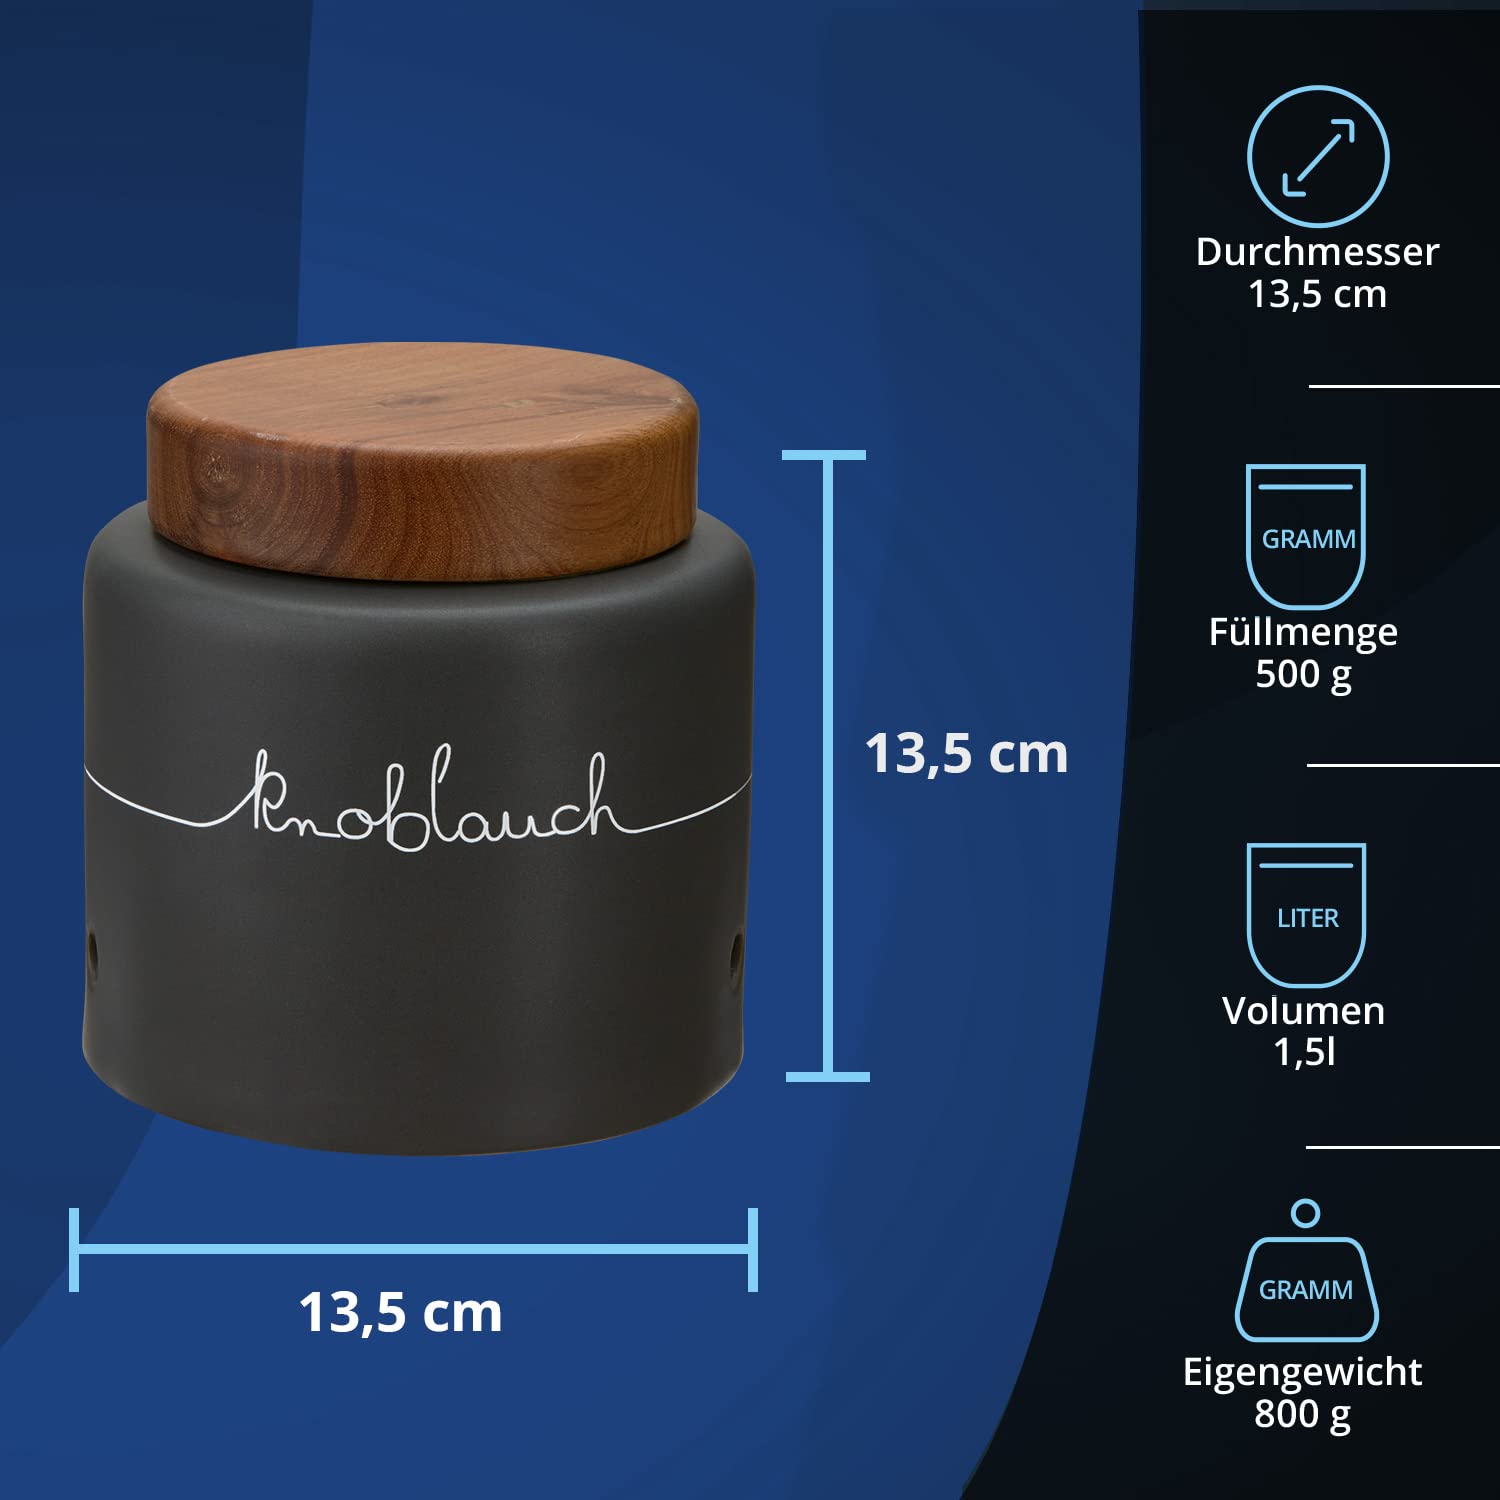 Durchmesser
13,5 cm
GRAMM
Füllmenge
500 g
13,5 cm
knoblauch
LITER
Volumen
1,5l
13,5 cm
GRAMM
Eigengewicht
800 g